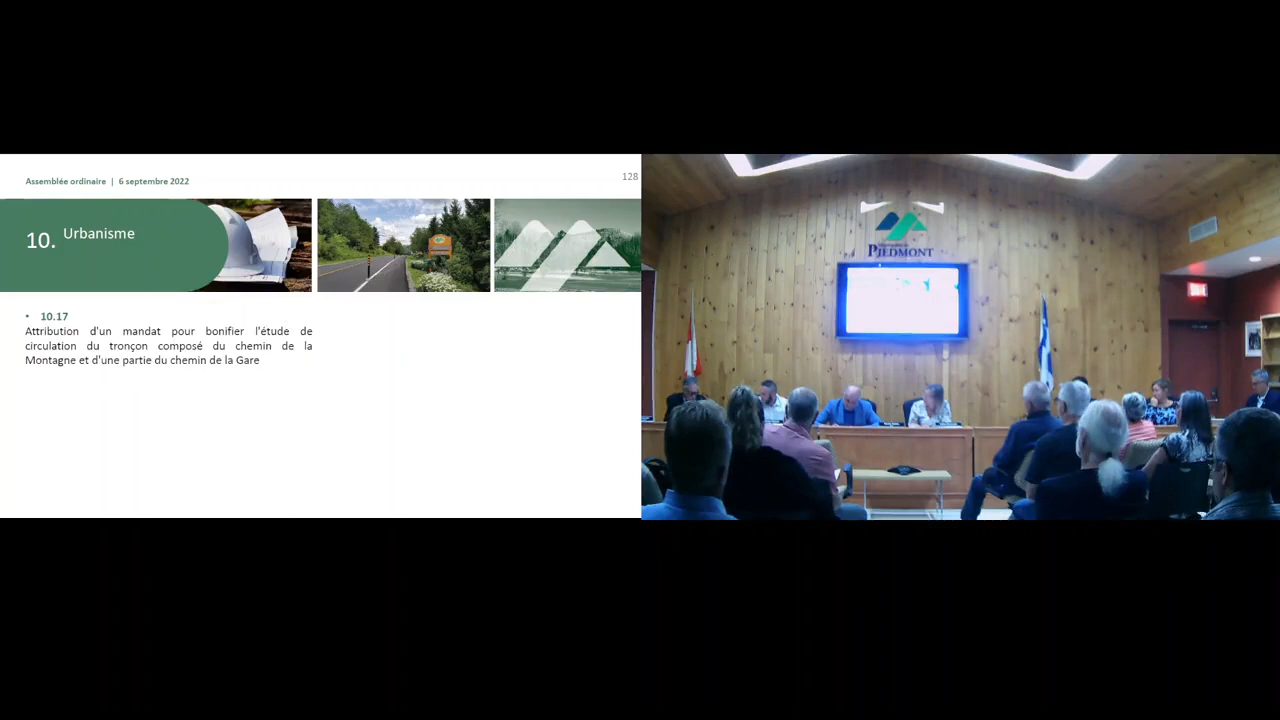 Assemblée ordinaire | 6 septembre 2022
128
10. Urbanisme
• 10.17
Attribution d'un mandat pour bonifier l'étude de
circulation du tronçon composé du chemin de la
Montagne et d'une partie du chemin de la Gare
PIEDMONT